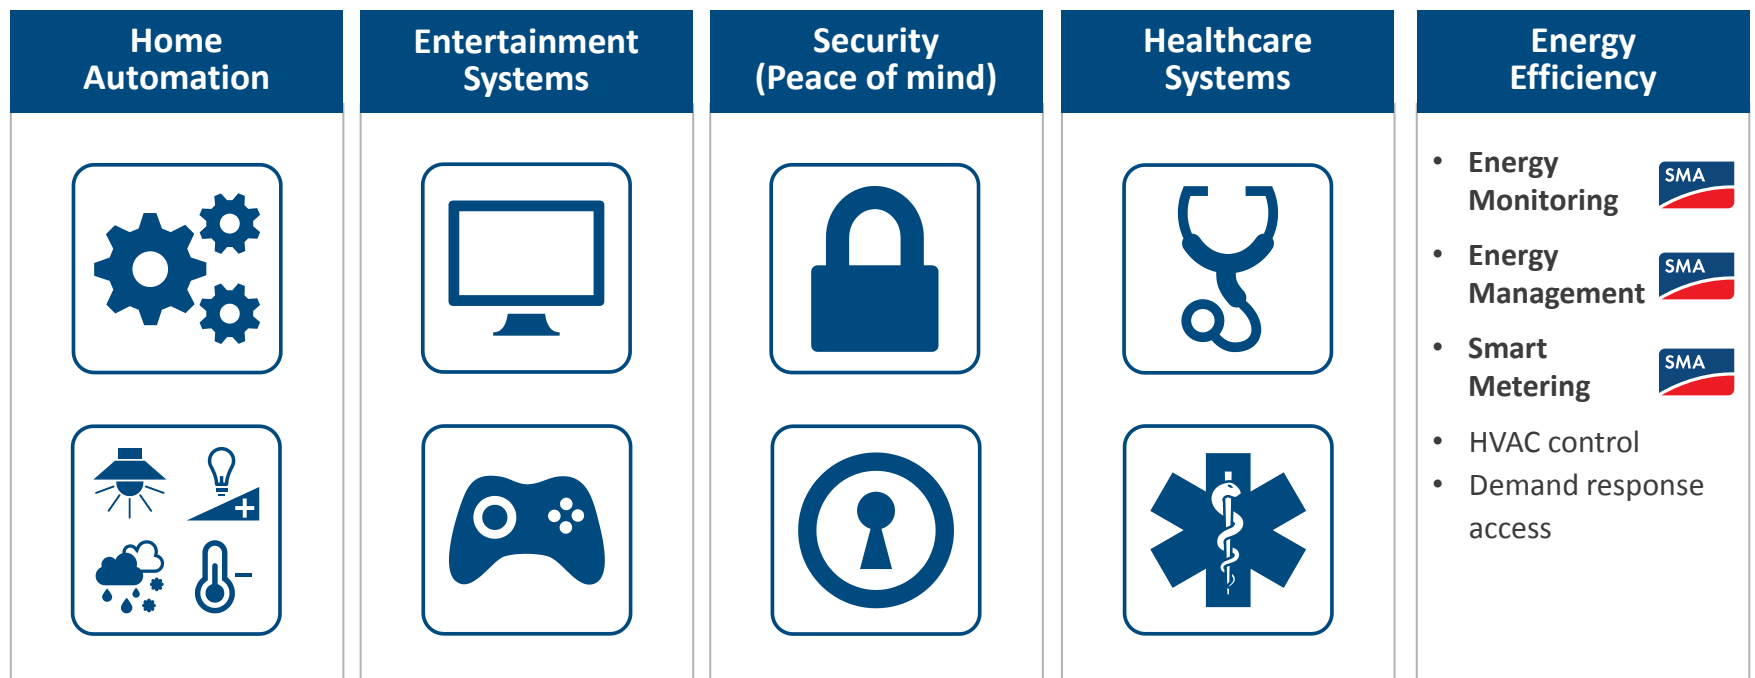 Home
Automation
Entertainment
Systems
Security
(Peace of mind)
Healthcare
Systems
Energy
Efficiency
• Energy
Monitoring
SMA
• Energy
Management
SMA
• Smart
Metering
SMA
• HVAC control
• Demand response
access